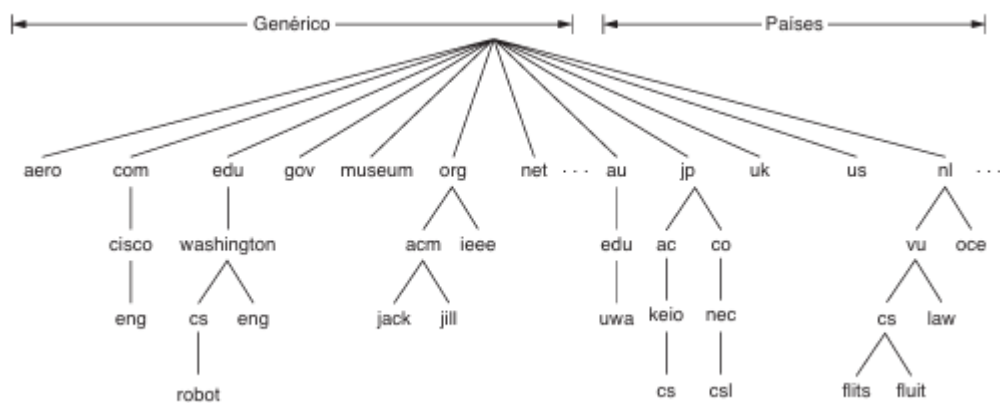 Genérico Países
aero com edu gov museum org net . . . au jp uk us nl . . .
cisco washington acm ieee edu ac co vu oce
eng cs eng jack jill uwa keio nec cs law
robot cs csl flits fluit